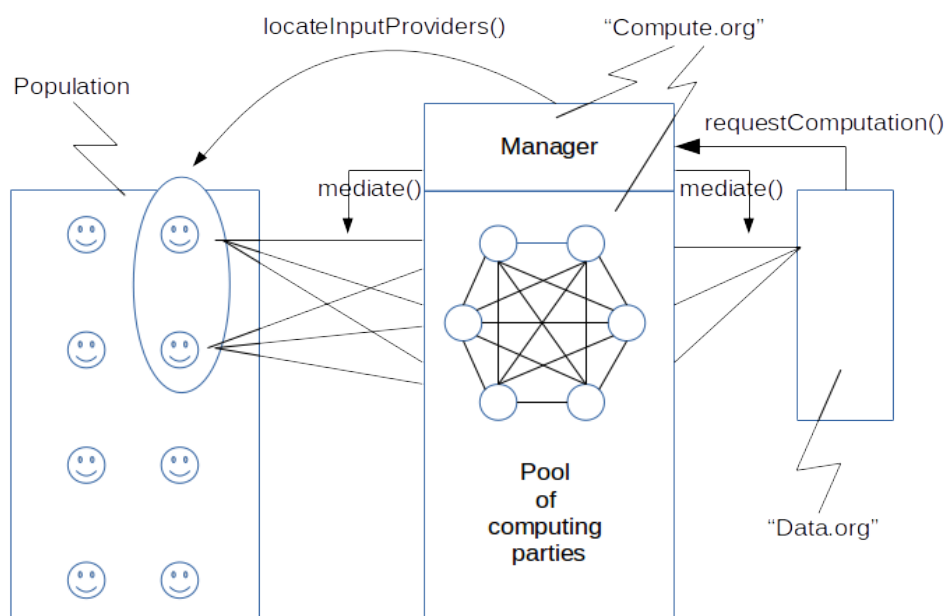 locateInputProviders()
“Compute.org”
Population
requestComputation()
Manager
mediate()
mediate()
Pool
of
computing
parties
“Data.org”